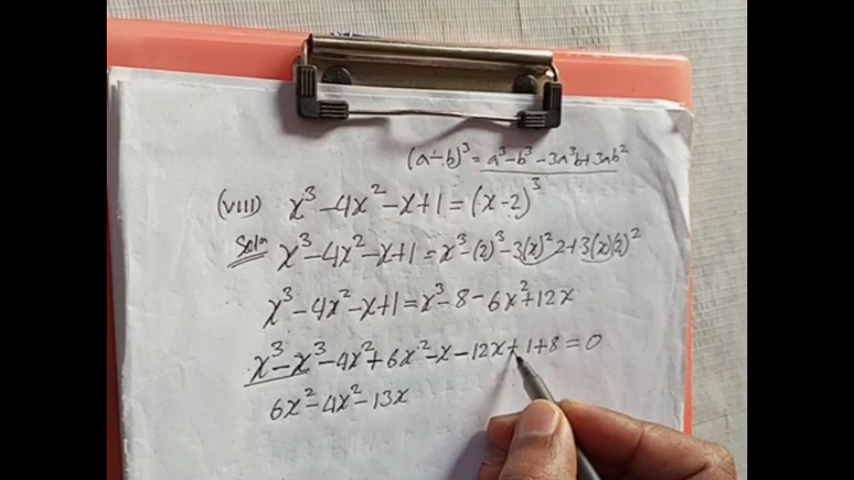 (a-b)³ = a³-b³-3a³b+3ab²
(VIII) x³-4x²-x+1=(x-2)³
Soln x³-4x²-x+1=x³-(2)³-3(x)²2+3(x)(2)²
x³-4x²-x+1=x³-8-6x²+12x
x³-x³-4x²+6x²-x-12x+1+8=0
6x²-4x²-13x